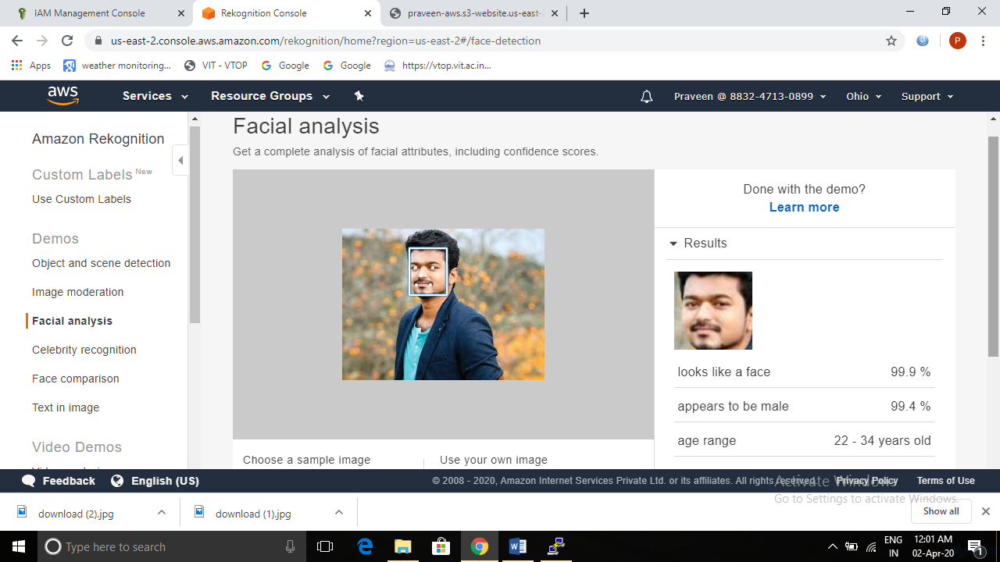 IAM Management Console
Rekognition Console
praveen-aws.s3-website.us-east-
us-east-2.console.aws.amazon.com/rekognition/home?region=us-east-2#/face-detection
P
Apps
weather monitoring...
VIT - VTOP
Google
Google
https://vtop.vit.ac.in...
aws
Services
Resource Groups
Praveen @ 8832-4713-0899
Ohio
Support
Amazon Rekognition
Custom Labels New
Use Custom Labels
Demos
Object and scene detection
Image moderation
Facial analysis
Celebrity recognition
Face comparison
Text in image
Video Demos
Facial analysis
Get a complete analysis of facial attributes, including confidence scores.
Choose a sample image
Use your own image
Done with the demo?
Learn more
Results
looks like a face 99.9 %
appears to be male 99.4 %
age range 22 - 34 years old
Feedback
English (US)
© 2008 - 2020, Amazon Internet Services Private Ltd. or its affiliates. All rights reserved.
Privacy Policy
Terms of Use
Activate Windows
Go to Settings to activate Windows.
download (2).jpg
download (1).jpg
Show all
Type here to search
ENG
IN
12:01 AM
02-Apr-20
1